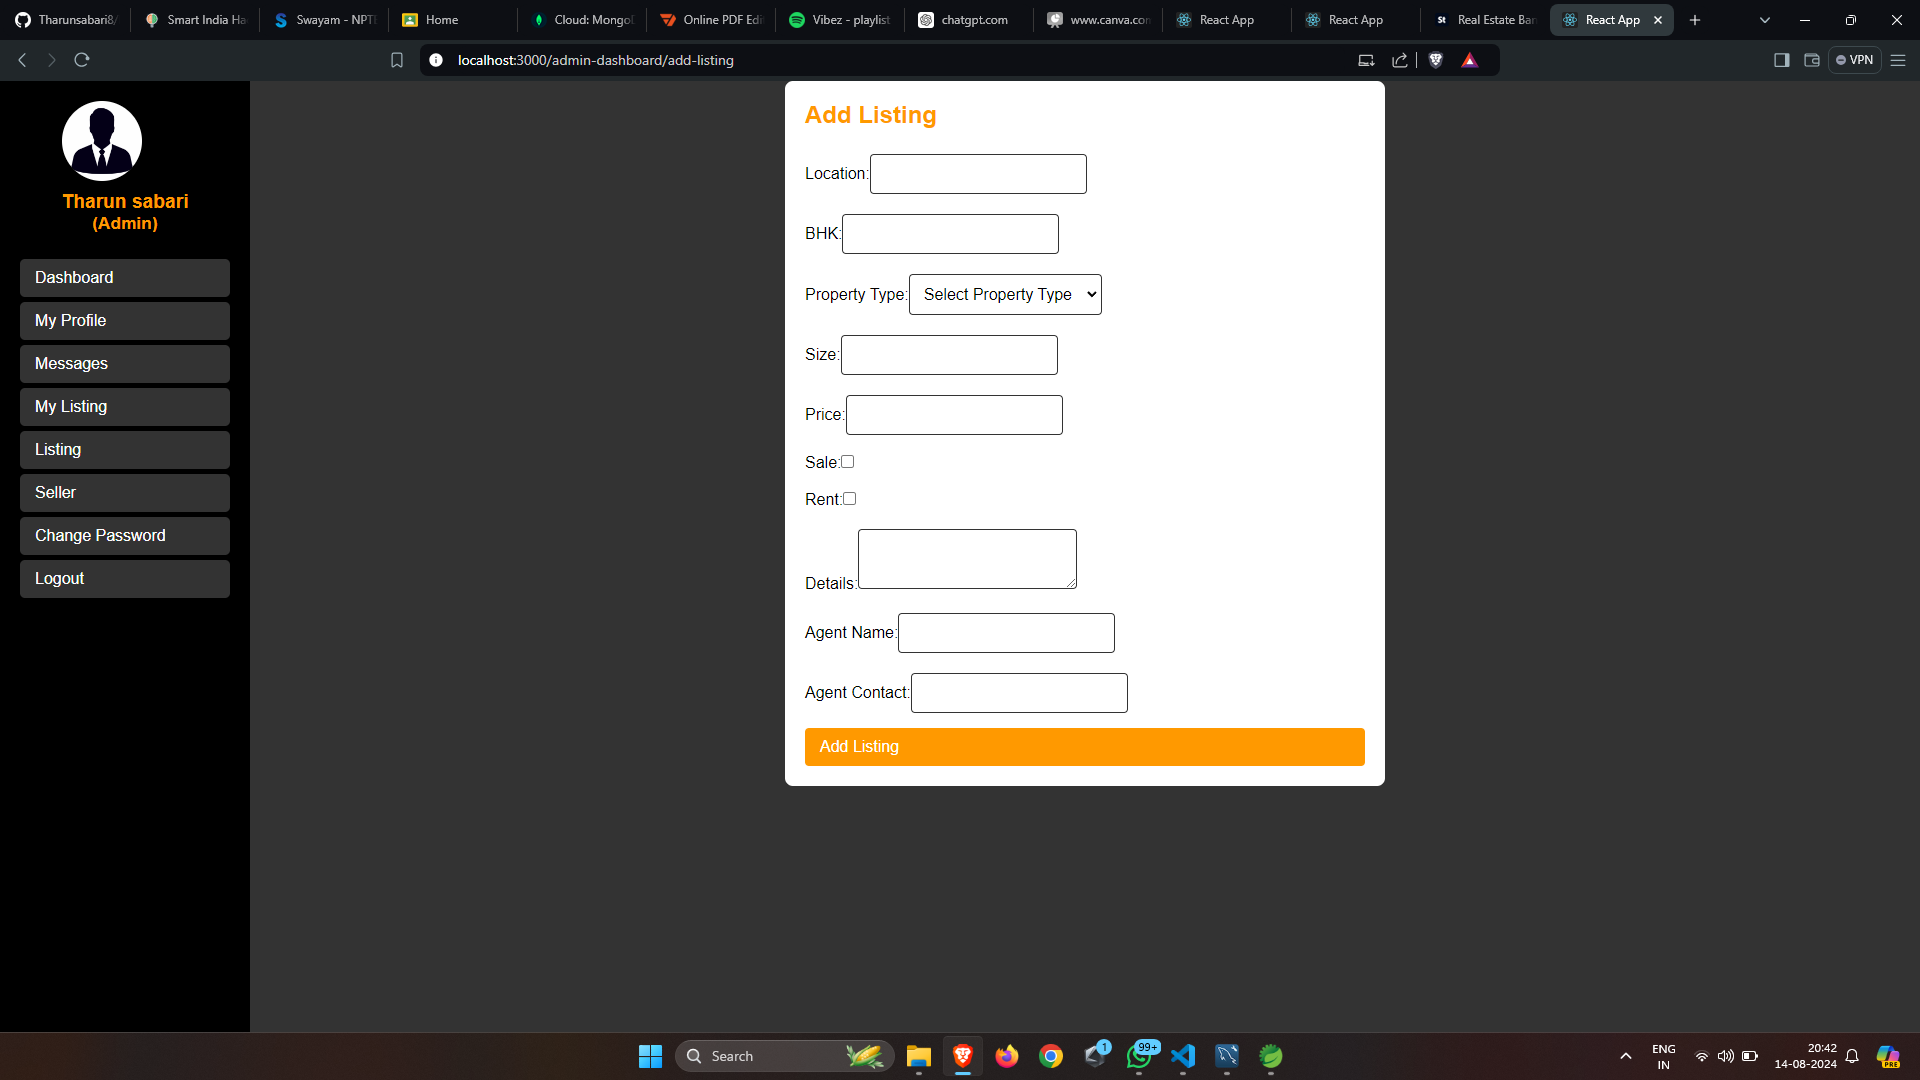 Tharunsabari8/
Smart India Ha
Swayam - NPTE
Home
Cloud: MongoD
Online PDF Edi
Vibez - playlist
chatgpt.com
www.canva.com
React App
React App
Real Estate Ban
React App
localhost:3000/admin-dashboard/add-listing
VPN
Tharun sabari
(Admin)
Dashboard
My Profile
Messages
My Listing
Listing
Seller
Change Password
Logout
Add Listing
Location:
BHK:
Property Type: Select Property Type
Size:
Price:
Sale:
Rent:
Details:
Agent Name:
Agent Contact:
Add Listing
Search
1
99+
ENG
IN
20:42
14-08-2024
PRE